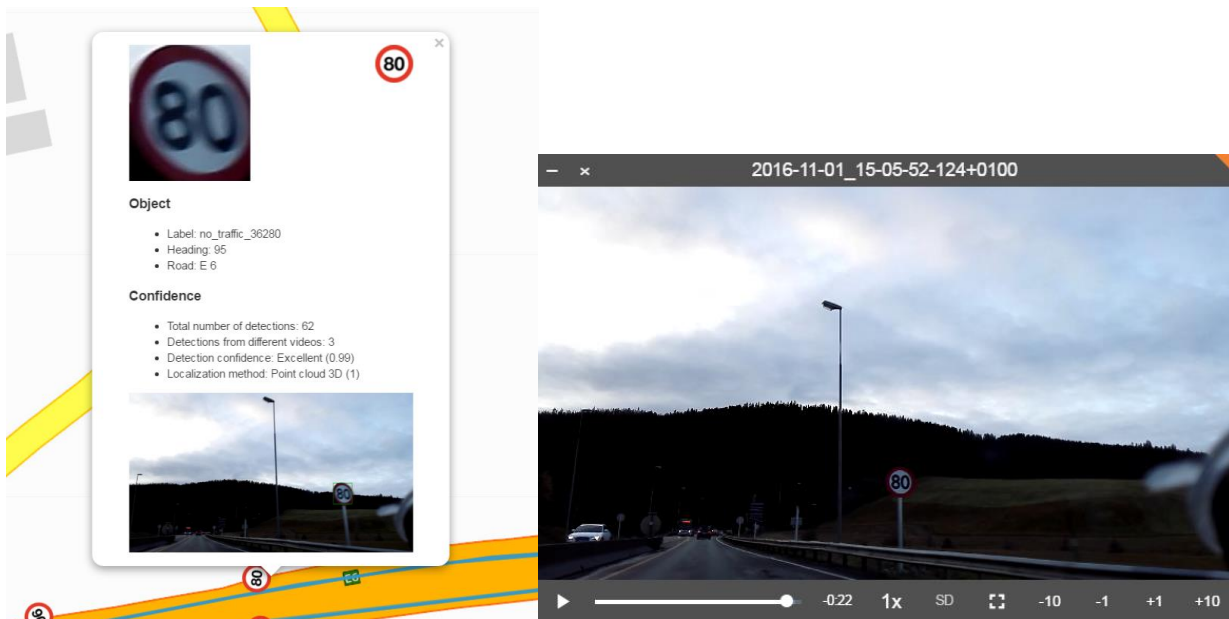 80
80
×
Object
• Label: no_traffic_36280
• Heading: 95
• Road: E 6
Confidence
• Total number of detections: 62
• Detections from different videos: 3
• Detection confidence: Excellent (0.99)
• Localization method: Point cloud 3D (1)
80
80
2016-11-01_15-05-52-124+0100
80
-0:22 1x SD -10 -1 +1 +10